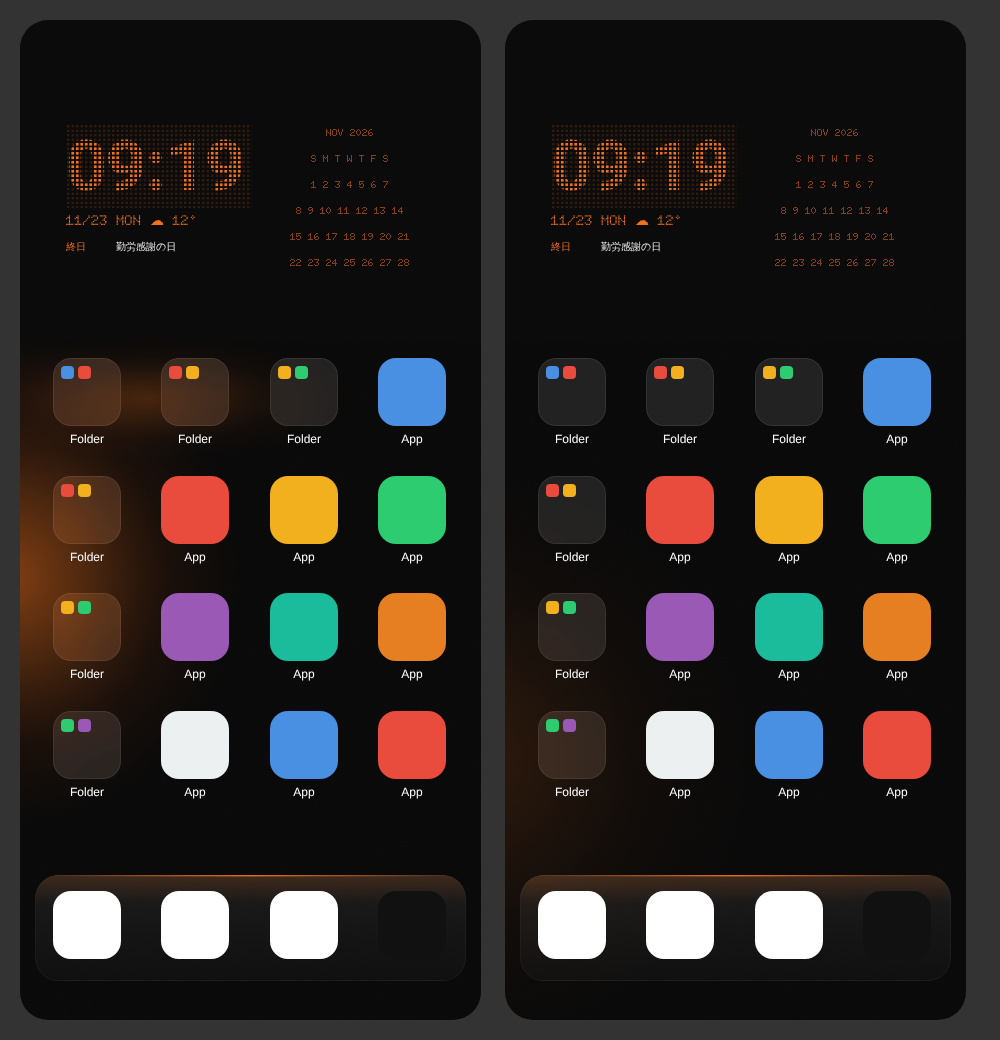 09:19
11/23 MON ☁ 12°
終日 勤労感謝の日
NOV 2026
S M T W T F S
1 2 3 4 5 6 7
8 9 10 11 12 13 14
15 16 17 18 19 20 21
22 23 24 25 26 27 28
Folder Folder Folder App
Folder App App App
Folder App App App
Folder App App App
09:19
11/23 MON ☁ 12°
終日 勤労感謝の日
NOV 2026
S M T W T F S
1 2 3 4 5 6 7
8 9 10 11 12 13 14
15 16 17 18 19 20 21
22 23 24 25 26 27 28
Folder Folder Folder App
Folder App App App
Folder App App App
Folder App App App